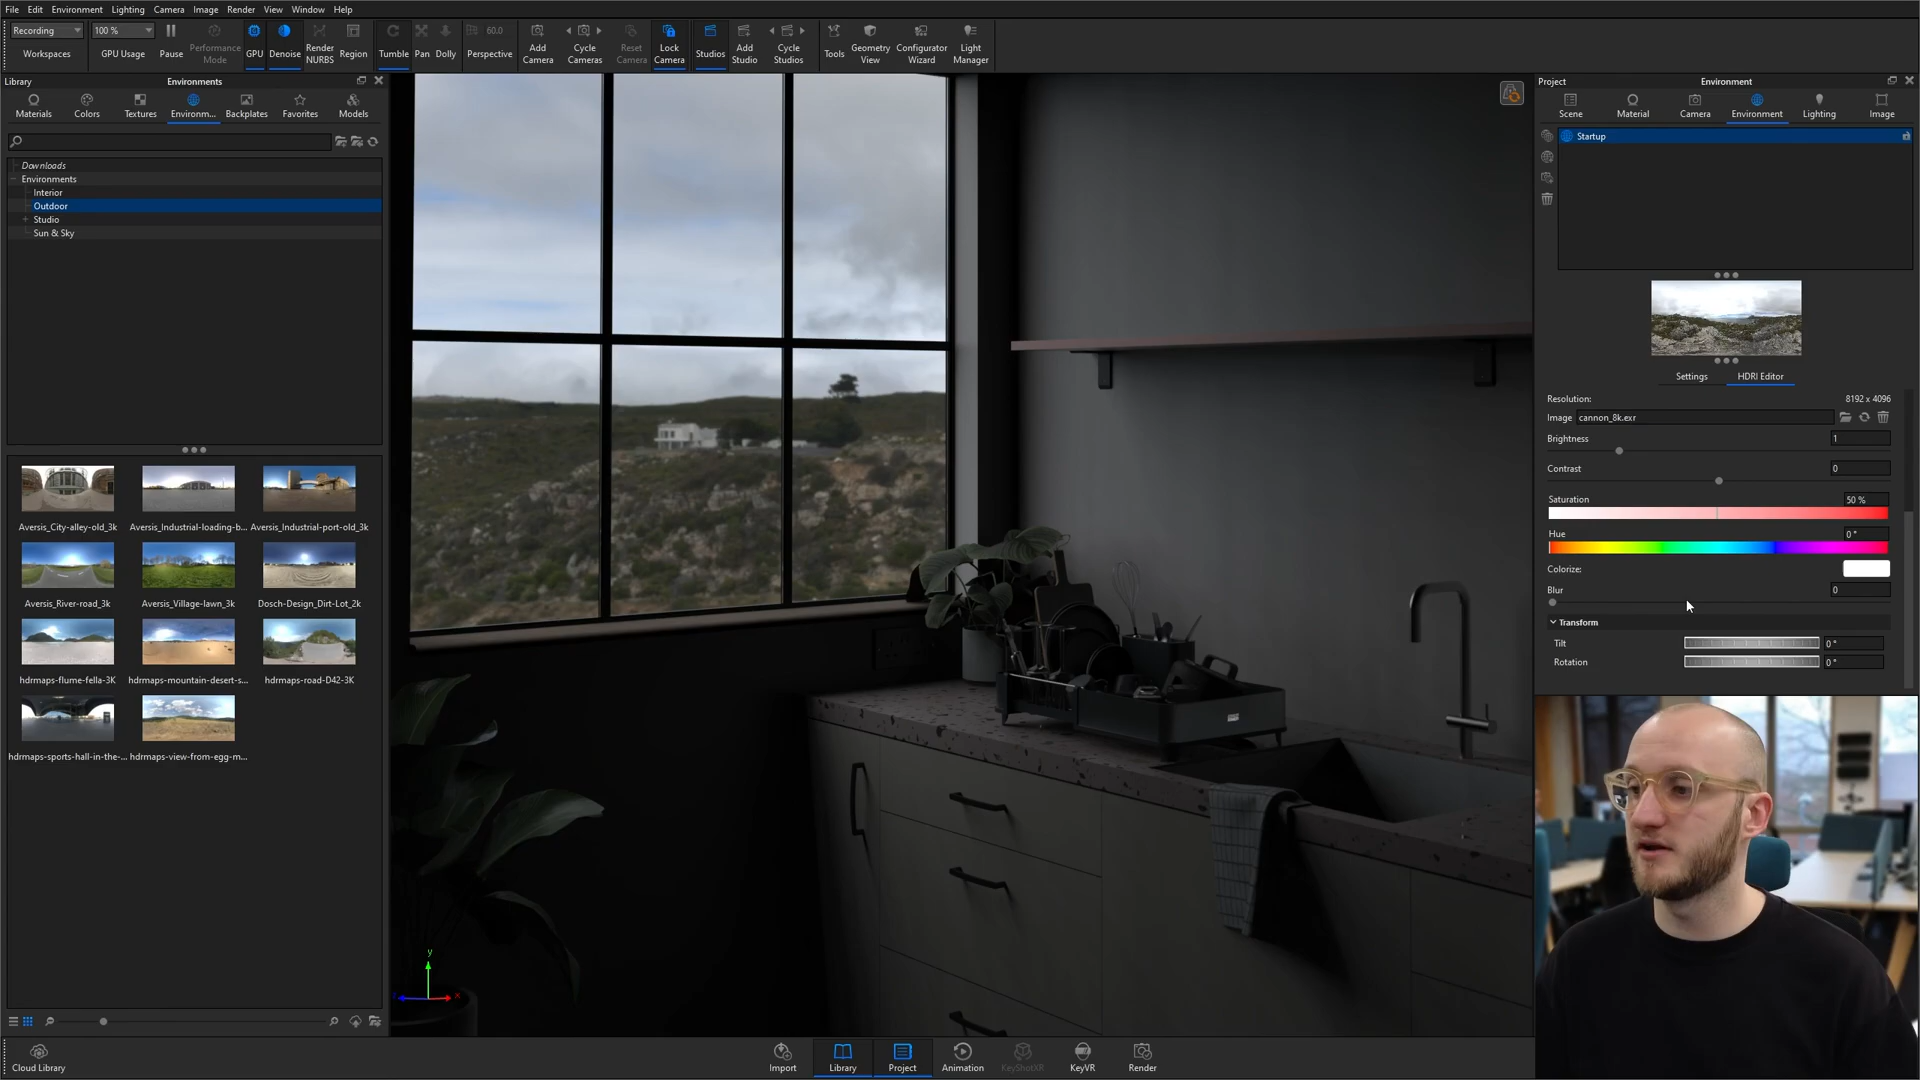 File Edit Environment Lighting Camera Image Render View Window Help
Recording 100 % 60.0
Workspaces GPU Usage Pause Performance Mode GPU Denoise Render NURBS Region Tumble Pan Dolly Perspective Add Camera Cycle Cameras Reset Camera Lock Camera Studios Add Studio Cycle Studios Tools Geometry View Configurator Wizard Light Manager
Library Environments
Materials Colors Textures Environm... Backplates Favorites Models
Downloads
Environments
Interior
Outdoor
Studio
Sun & Sky
Aversis_City-alley-old_3k Aversis_Industrial-loading-b... Aversis_Industrial-port-old_3k
Aversis_River-road_3k Aversis_Village-lawn_3k Dosch-Design_Dirt-Lot_2k
hdrmaps-flume-fella-3K hdrmaps-mountain-desert-s... hdrmaps-road-D42-3K
hdrmaps-sports-hall-in-the-... hdrmaps-view-from-egg-m...
Cloud Library
y
x
Project Environment
Scene Material Camera Environment Lighting Image
Startup
Settings HDRI Editor
Resolution: 8192 x 4096
Image cannon_8k.exr
Brightness 1
Contrast 0
Saturation 50 %
Hue 0 °
Colorize:
Blur 0
Transform
Tilt 0 °
Rotation 0 °
Import Library Project Animation KeyShotXR KeyVR Render